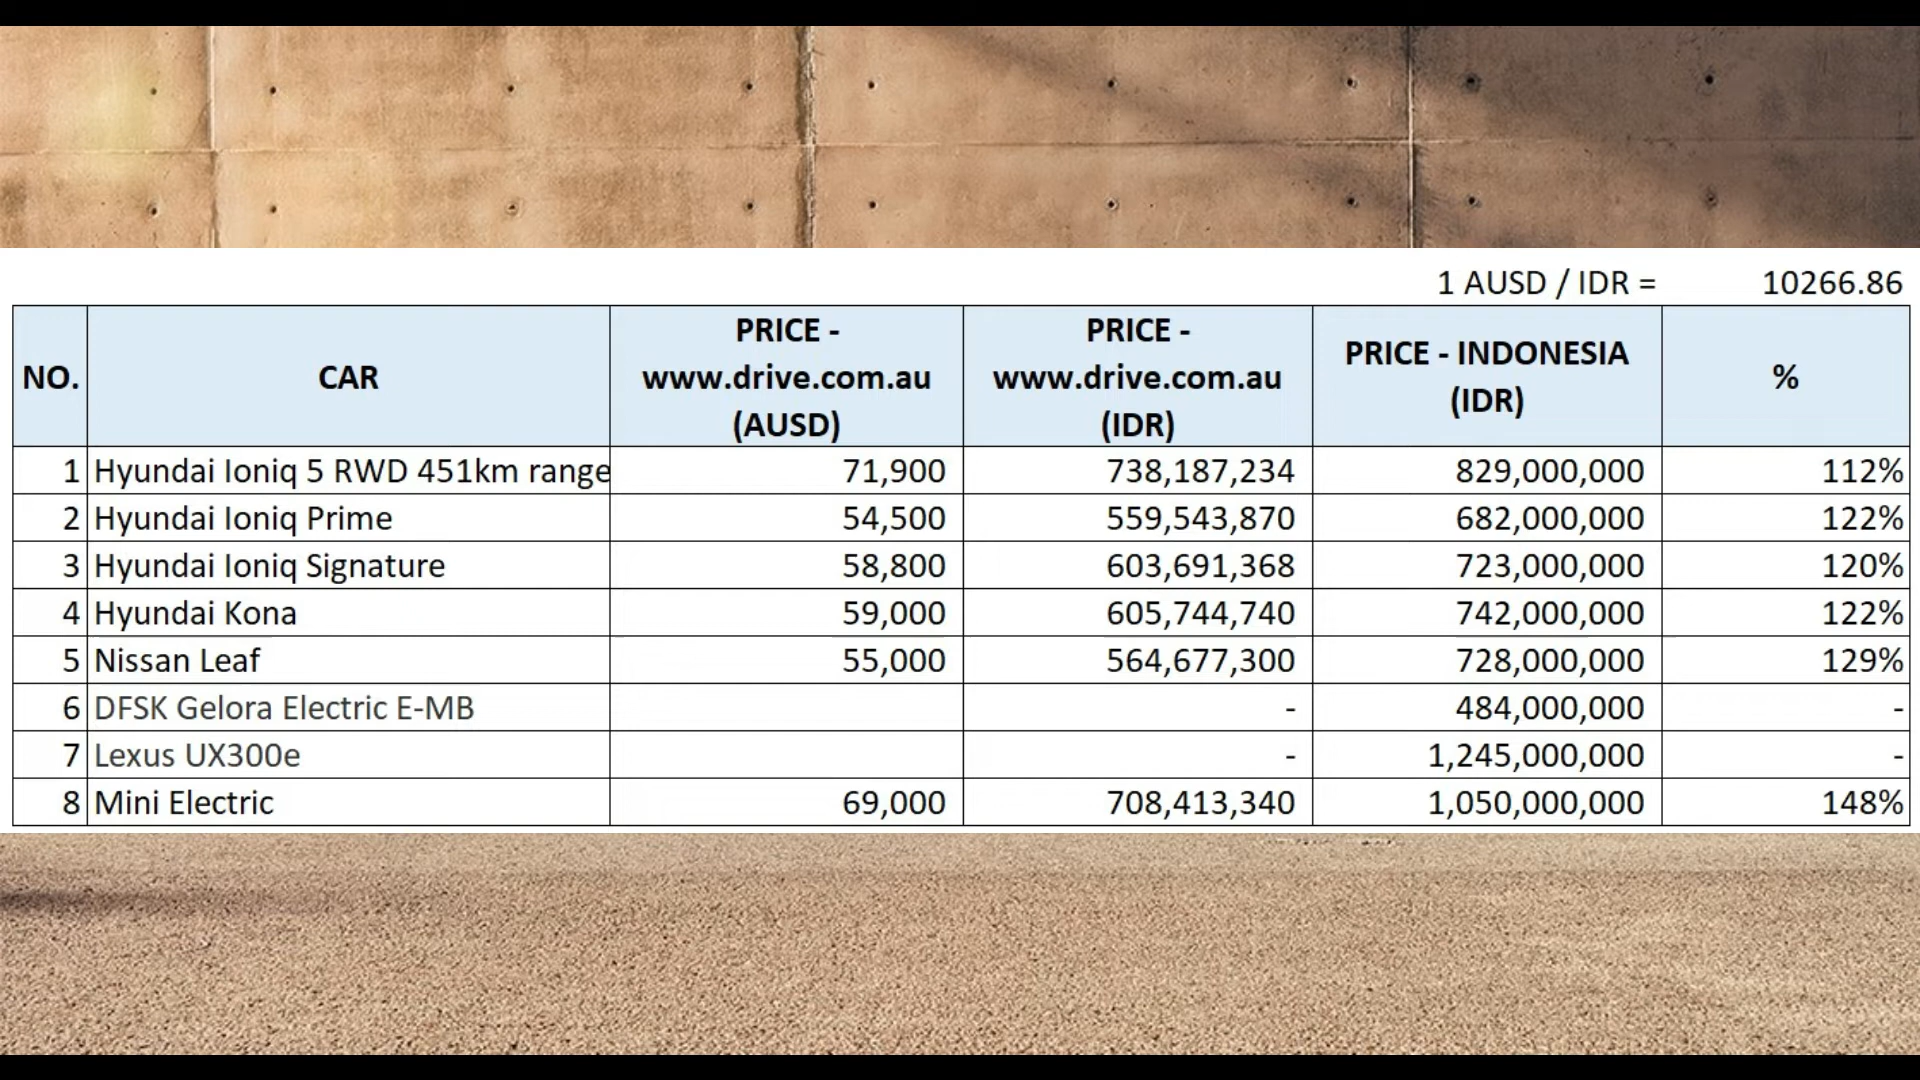 1 AUSD / IDR = 10266.86
NO. CAR PRICE - www.drive.com.au (AUSD) PRICE - www.drive.com.au (IDR) PRICE - INDONESIA (IDR) %
1 Hyundai Ioniq 5 RWD 451km range 71,900 738,187,234 829,000,000 112%
2 Hyundai Ioniq Prime 54,500 559,543,870 682,000,000 122%
3 Hyundai Ioniq Signature 58,800 603,691,368 723,000,000 120%
4 Hyundai Kona 59,000 605,744,740 742,000,000 122%
5 Nissan Leaf 55,000 564,677,300 728,000,000 129%
6 DFSK Gelora Electric E-MB - 484,000,000 -
7 Lexus UX300e - 1,245,000,000 -
8 Mini Electric 69,000 708,413,340 1,050,000,000 148%